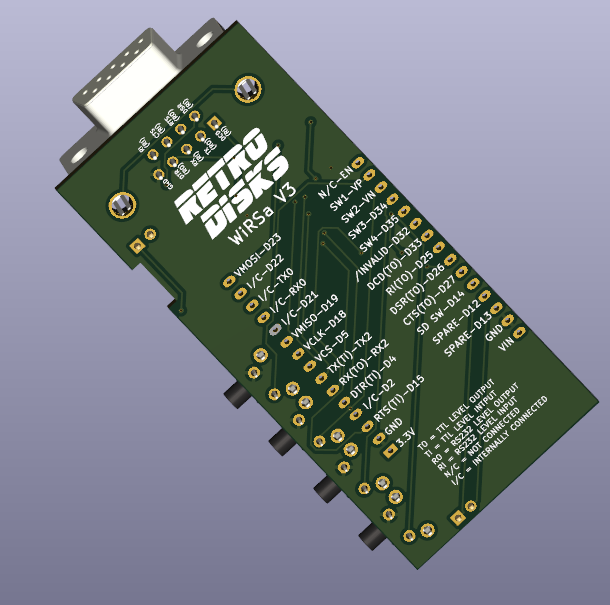 RETRO
DISKS
WiRSa V3
N/C-EN
SW1-VP
SW2-VN
SW3-D34
SW4-D35
/INVALID-D32
DCD(TO)-D33
RI(TO)-D25
DSR(TO)-D26
CTS(TO)-D27
SD SW-D14
SPARE-D12
SPARE-D13
GND
VIN
VMOSI-D23
I/C-D22
I/C-TX0
I/C-RX0
I/C-D21
VMISO-D19
VCLK-D18
VCS-D5
TX(TI)-TX2
RX(TO)-RX2
DTR(TI)-D4
I/C-D2
RTS(TI)-D15
GND
3.3V
TO = TTL LEVEL OUTPUT
TI = TTL LEVEL INPUT
RO = RS232 LEVEL OUTPUT
RI = RS232 LEVEL INPUT
N/C = NOT CONNECTED
I/C = INTERNALLY CONNECTED